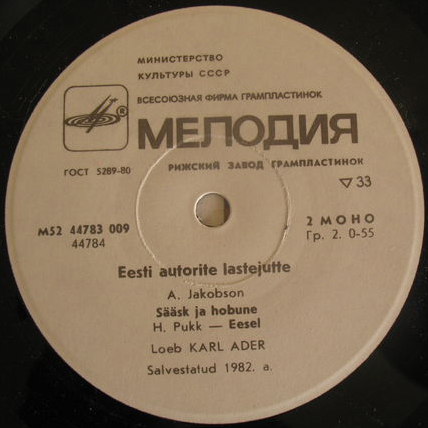 МИНИСТЕРСТВО
КУЛЬТУРЫ СССР
ВСЕСОЮЗНАЯ ФИРМА ГРАМПЛАСТИНОК
®
МЕЛОДИЯ
ГОСТ 5289-80
РИЖСКИЙ ЗАВОД ГРАМПЛАСТИНОК
▽ 33
М52 44783 009
44784
2 МОНО
Гр. 2. 0-55
Eesti autorite lastejutte
A. Jakobson
Sääsk ja hobune
H. Pukk — Eesel
Loeb KARL ADER
Salvestatud 1982. a.